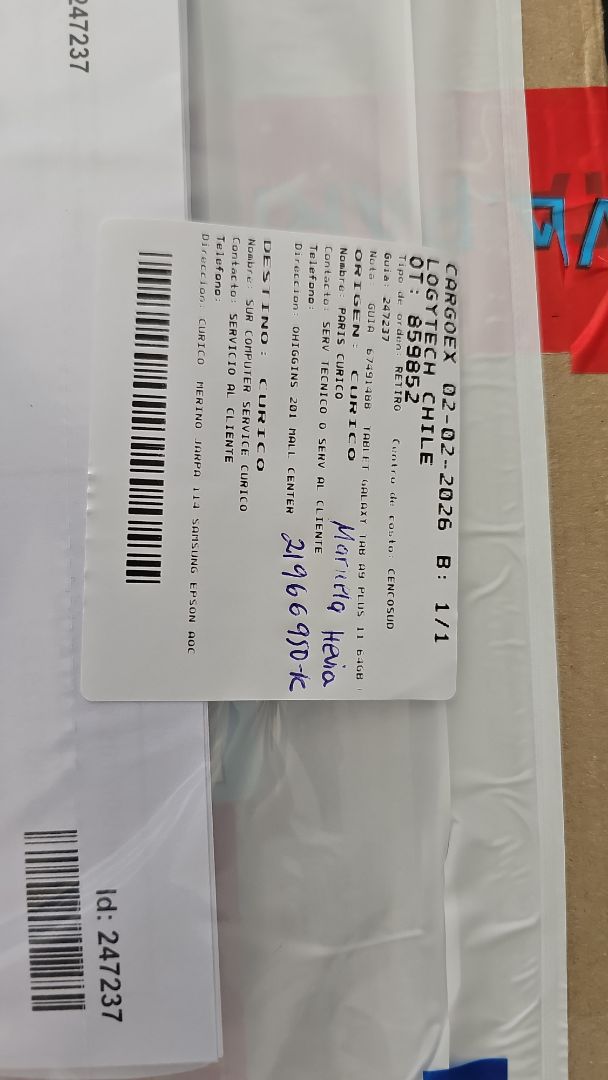 CARGOEX 02-02-2026 B: 1/1
LOGYTECH CHILE
OT: 859852
Tipo de orden: RETIRO Centro de costo: CENCOSUD
Guia: 247237
Nota: GUIA 67491488 TABLET GALAXY TAB A9 PLUS 11 64GB
ORIGEN: CURICO
Nombre: PARIS CURICO
Contacto: SERV TECNICO O SERV AL CLIENTE
Telefono:
Direccion: OHIGGINS 201 MALL CENTER
Hevia
21966950-K
DESTINO: CURICO
Nombre: SUR COMPUTER SERVICE CURICO
Contacto: SERVICIO AL CLIENTE
Telefono:
Direccion: CURICO MERINO JARPA 114 SAMSUNG EPSON AOC
247237
Id: 247237